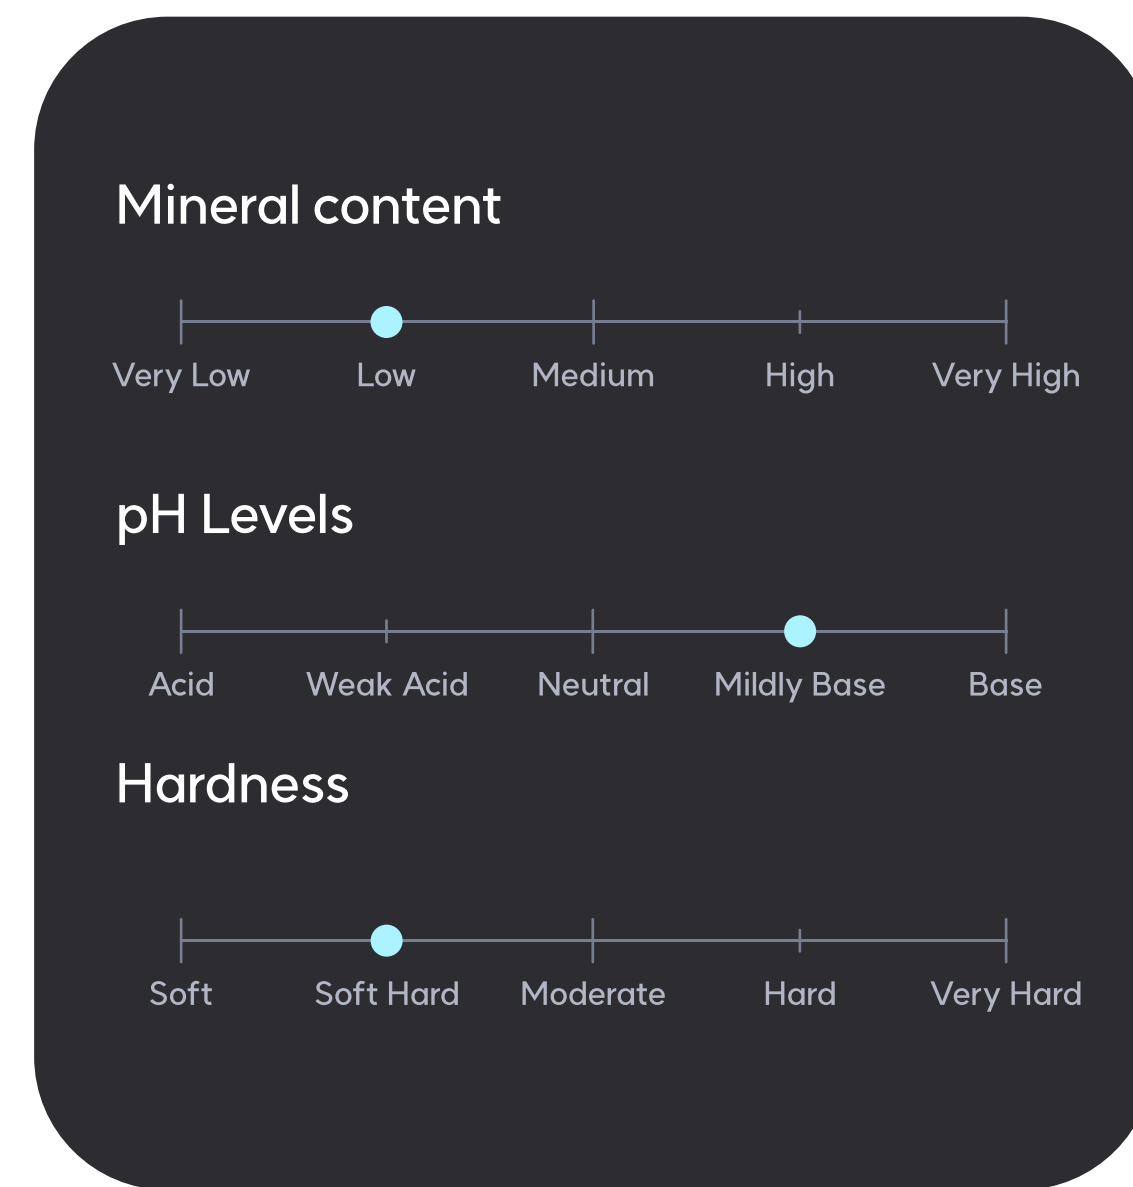 Mineral content
Very Low Low Medium High Very High
pH Levels
Acid Weak Acid Neutral Mildly Base Base
Hardness
Soft Soft Hard Moderate Hard Very Hard